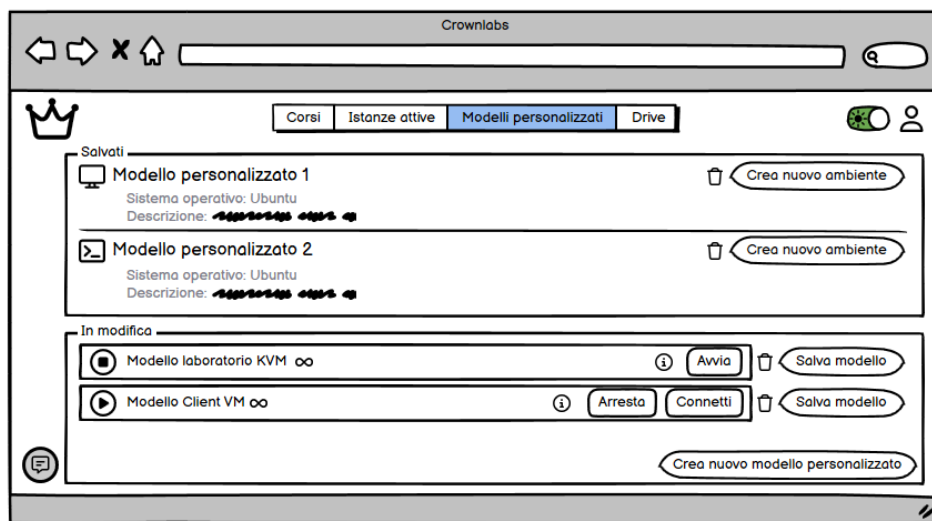 Crownlabs
Corsi Istanze attive Modelli personalizzati Drive
Salvati
Modello personalizzato 1 Crea nuovo ambiente
Sistema operativo: Ubuntu
Descrizione:
Modello personalizzato 2 Crea nuovo ambiente
Sistema operativo: Ubuntu
Descrizione:
In modifica
Modello laboratorio KVM Avvia Salva modello
Modello Client VM Arresta Connetti Salva modello
Crea nuovo modello personalizzato